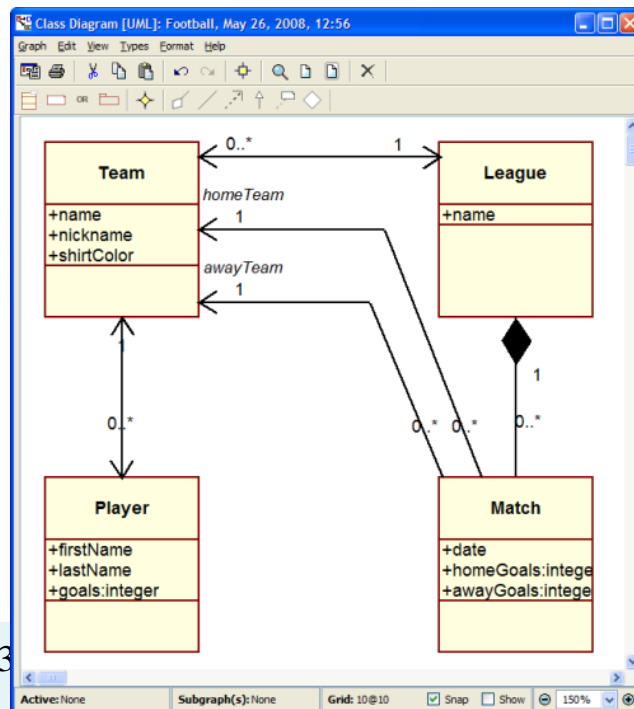 Class Diagram [UML]: Football, May 26, 2008, 12:56
Graph Edit View Types Format Help
OR
0..* 1
Team League
homeTeam
1
+name
+nickname
+shirtColor
+name
awayTeam
1
1
1
0..*
0..* 0..* 0..*
Player Match
+firstName
+lastName
+goals:integer
+date
+homeGoals:intege
+awayGoals:intege
3
Active: None Subgraph(s): None Grid: 10@10 Snap Show 150%